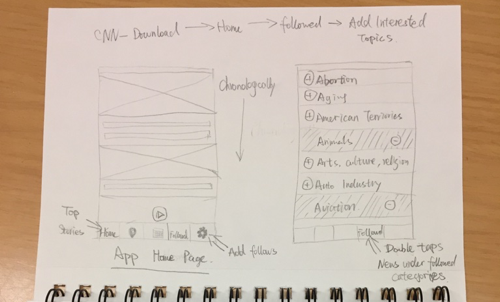 CNN - Download → Home → followed → Add Interested Topics
Chronologically
Top Stories
Home
Followed
Add follows
App Home Page.
Abortion
Aging
American Territories
Animals
Arts, culture, religion
Auto Industry
Aviation
Followed
Double taps
News under followed
categories